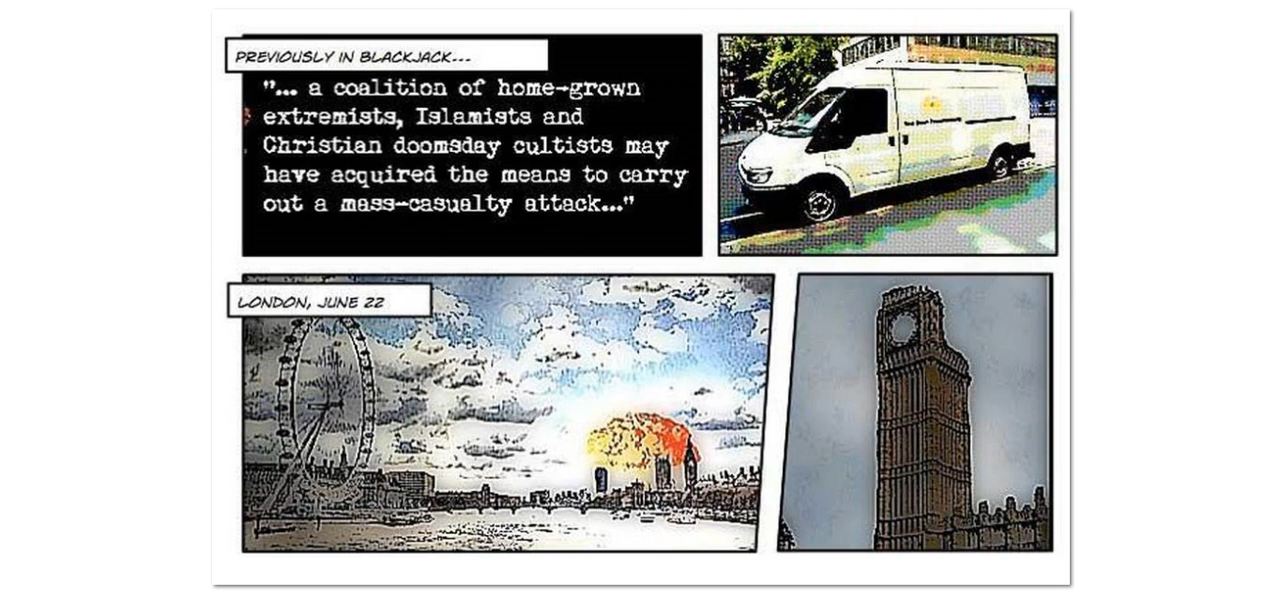 PREVIOUSLY IN BLACKJACK...
"... a coalition of home-grown
extremists, Islamists and
Christian doomsday cultists may
have acquired the means to carry
out a mass-casualty attack..."
LONDON, JUNE 22